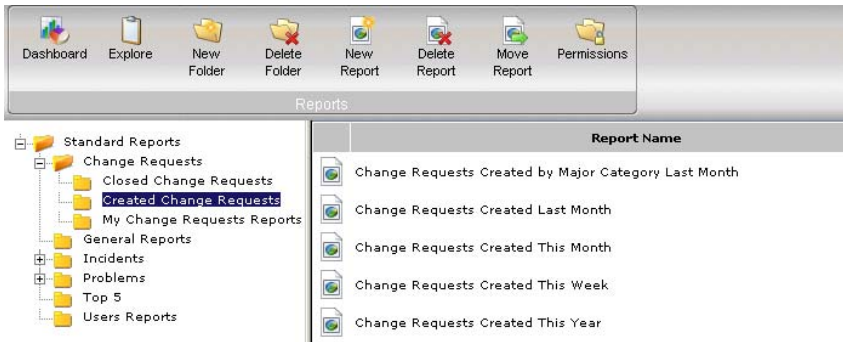 Dashboard
Explore
New
Folder
Delete
Folder
New
Report
Delete
Report
Move
Report
Permissions
Reports
Standard Reports
Change Requests
Closed Change Requests
Created Change Requests
My Change Requests Reports
General Reports
Incidents
Problems
Top 5
Users Reports
Report Name
Change Requests Created by Major Category Last Month
Change Requests Created Last Month
Change Requests Created This Month
Change Requests Created This Week
Change Requests Created This Year